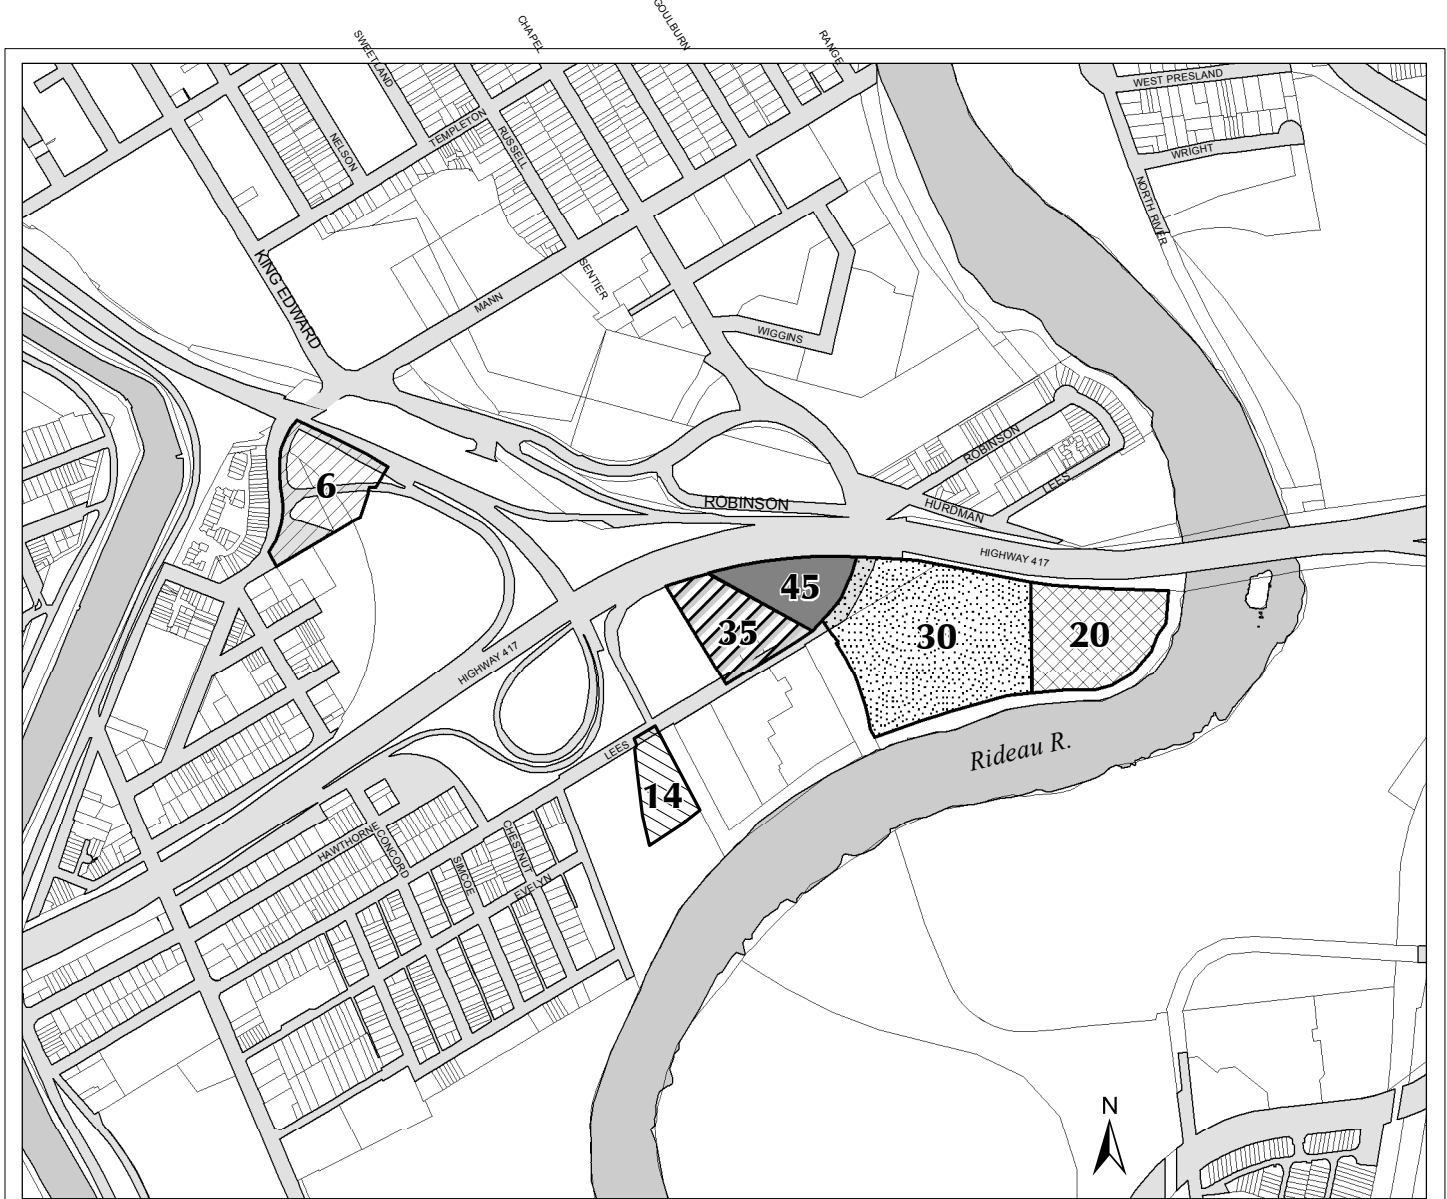 GOULBURN
CHAPEL
SWEETLAND
RANGE
WEST PRESLAND
TEMPLETON
NELSON
RUSSELL
WRIGHT
NORTH RIVER
KING EDWARD
SENTIER
MANN
WIGGINS
ROBINSON
LEES
6
ROBINSON
HURDMAN
HIGHWAY 417
45
35
30
20
HIGHWAY 417
LEES
Rideau R.
14
HAWTHORNE
CONCORD
CHESTNUT
SIMCOE
EVELYN
N